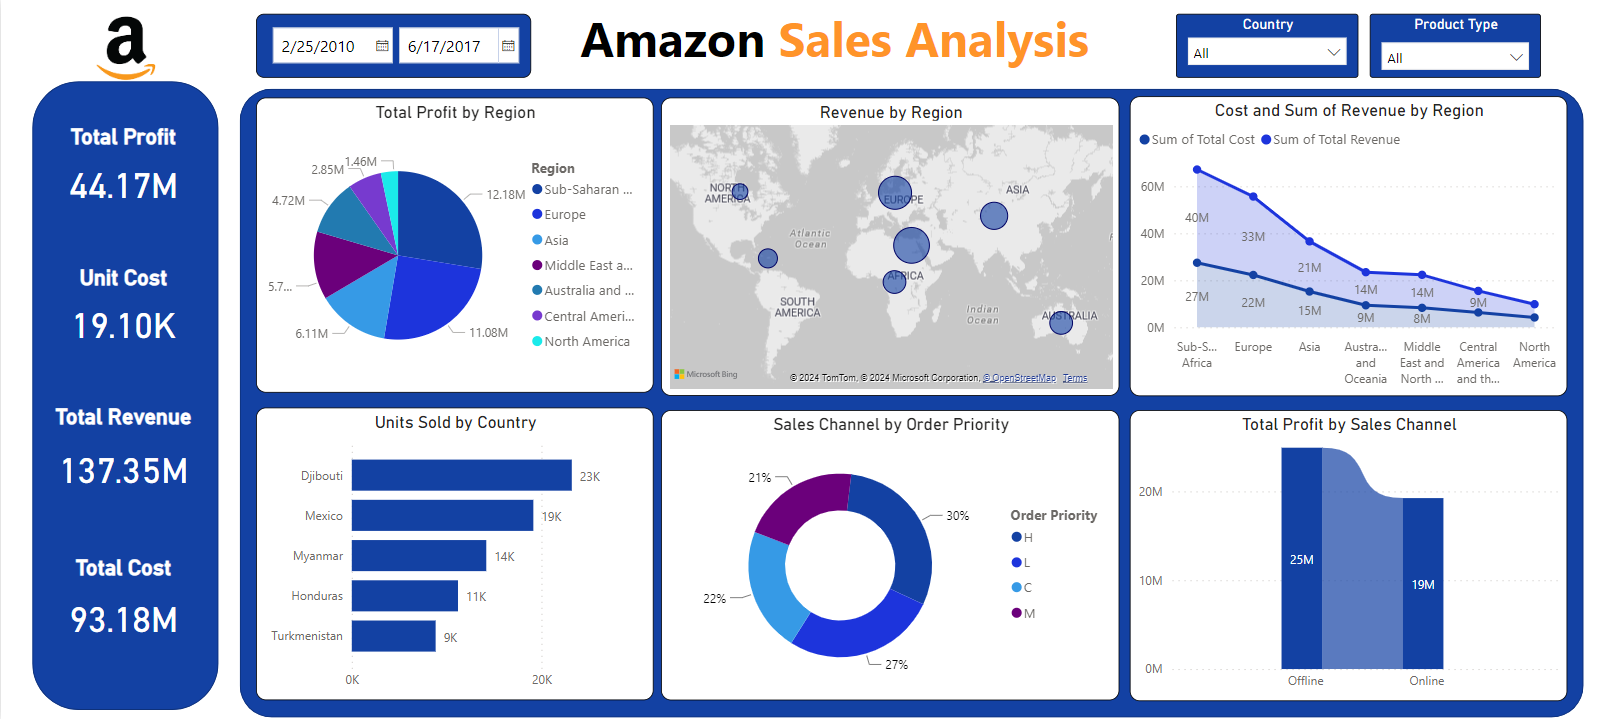 a
2/25/2010
6/17/2017
Amazon Sales Analysis
Country
All
Product Type
All
Total Profit
44.17M
Unit Cost
19.10K
Total Revenue
137.35M
Total Cost
93.18M
Total Profit by Region
1.46M
2.85M
4.72M
5.7...
6.11M
11.08M
12.18M
Region
Sub-Saharan ...
Europe
Asia
Middle East a...
Australia and ...
Central Ameri...
North America
Revenue by Region
NORTH
AMERICA
EUROPE
ASIA
Atlantic
Ocean
AFRICA
SOUTH
AMERICA
Indian
Ocean
AUSTRALIA
Microsoft Bing
© 2024 TomTom, © 2024 Microsoft Corporation, © OpenStreetMap Terms
Cost and Sum of Revenue by Region
Sum of Total Cost Sum of Total Revenue
60M
40M
20M
0M
40M
33M
21M
14M
14M
9M
27M
22M
15M
9M
8M
Sub-S...
Africa
Europe
Asia
Austra...
and
Oceania
Middle
East and
North ...
Central
America
and th...
North
America
Units Sold by Country
Djibouti
23K
Mexico
19K
Myanmar
14K
Honduras
11K
Turkmenistan
9K
0K
20K
Sales Channel by Order Priority
21%
30%
22%
27%
Order Priority
H
L
C
M
Total Profit by Sales Channel
20M
10M
0M
25M
19M
Offline
Online